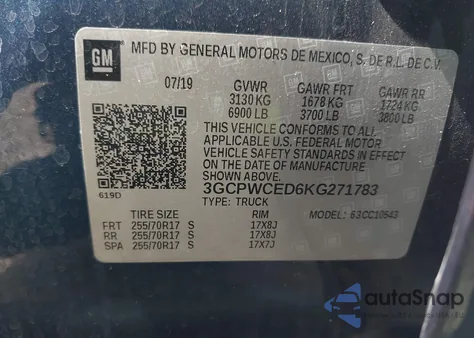 GM
MFD BY GENERAL MOTORS DE MEXICO, S. DE R.L. DE C.V.
07/19 GVWR GAWR FRT GAWR RR
3130 KG 1678 KG 1724 KG
6900 LB 3700 LB 3800 LB
THIS VEHICLE CONFORMS TO ALL
APPLICABLE U.S. FEDERAL MOTOR
VEHICLE SAFETY STANDARDS IN EFFECT
ON THE DATE OF MANUFACTURE SHOWN ABOVE.
619D
3GCPWCED6KG271783
TYPE: TRUCK MODEL: 63CC10543
TIRE SIZE RIM
FRT 255/70R17 S 17X8J
RR 255/70R17 S 17X8J
SPA 255/70R17 S 17X7J
autoSnap